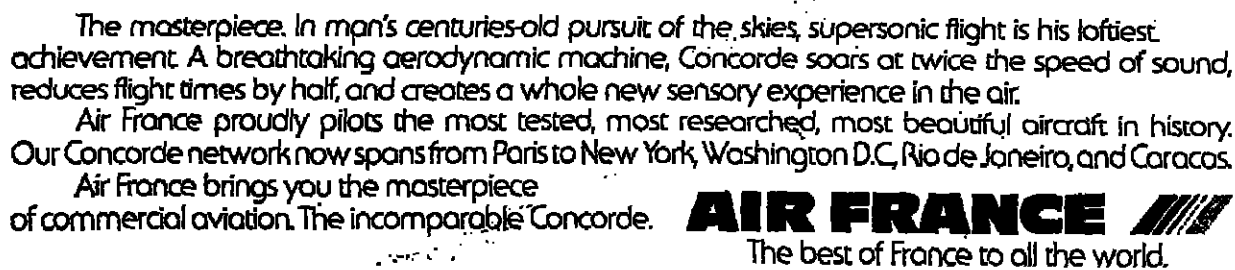 The masterpiece. In man's centuries-old pursuit of the skies, supersonic flight is his loftiest
achievement. A breathtaking aerodynamic machine, Concorde soars at twice the speed of sound,
reduces flight times by half, and creates a whole new sensory experience in the air.
Air France proudly pilots the most tested, most researched, most beautiful aircraft in history.
Our Concorde network now spans from Paris to New York, Washington D.C., Rio de Janeiro, and Caracas.
Air France brings you the masterpiece
of commercial aviation. The incomparable Concorde.
AIR FRANCE
The best of France to all the world.